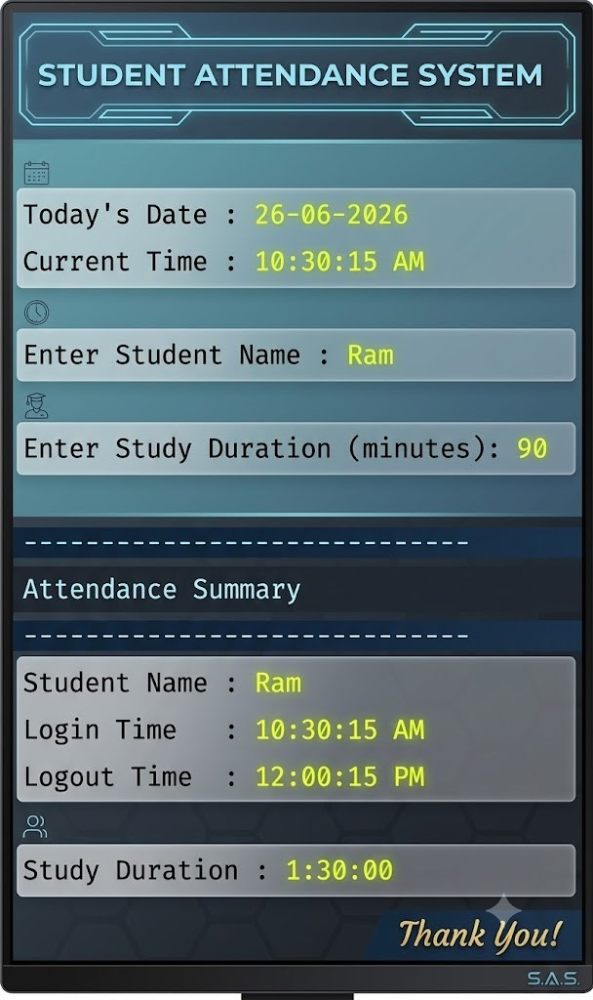 STUDENT ATTENDANCE SYSTEM
Today's Date : 26-06-2026
Current Time : 10:30:15 AM
Enter Student Name : Ram
Enter Study Duration (minutes): 90
-----------------------------
Attendance Summary
-----------------------------
Student Name : Ram
Login Time   : 10:30:15 AM
Logout Time  : 12:00:15 PM
Study Duration : 1:30:00
Thank You!
S.A.S.